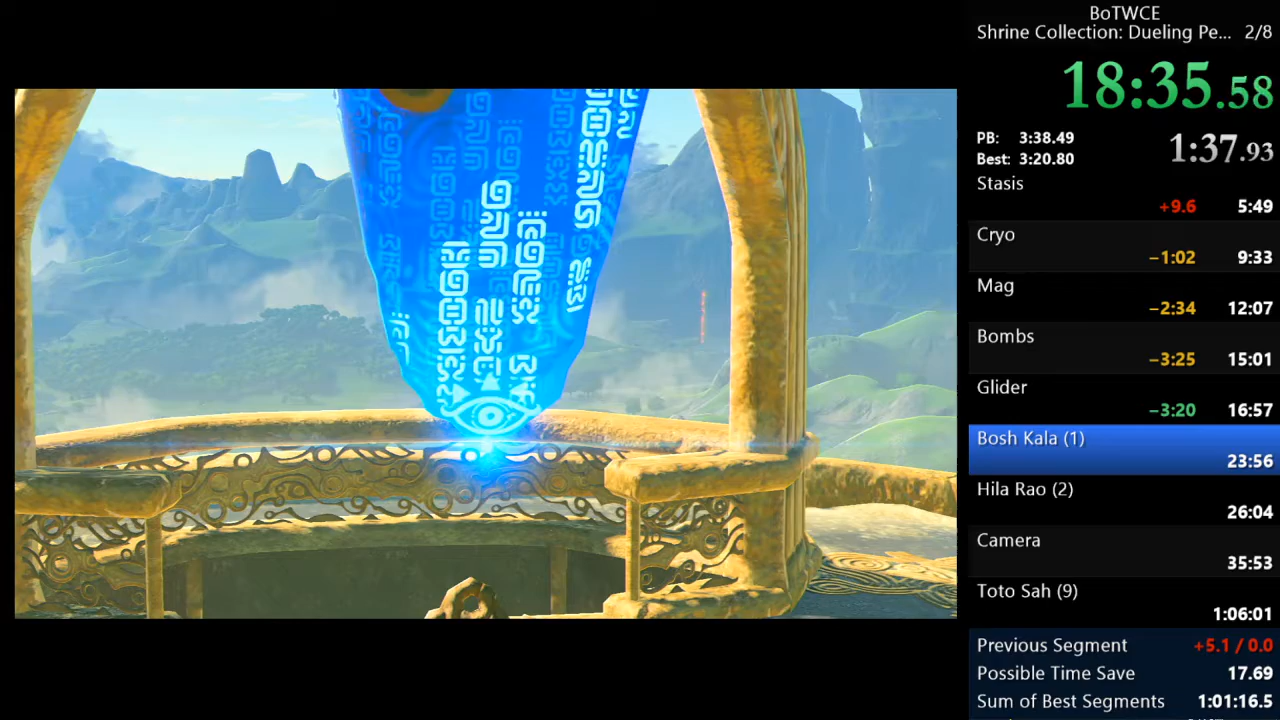 BoTWCE
Shrine Collection: Dueling Pe... 2/8
18:35.58
PB: 3:38.49
Best: 3:20.80
1:37.93
Stasis
+9.6 5:49
Cryo
−1:02 9:33
Mag
−2:34 12:07
Bombs
−3:25 15:01
Glider
−3:20 16:57
Bosh Kala (1)
23:56
Hila Rao (2)
26:04
Camera
35:53
Toto Sah (9)
1:06:01
Previous Segment +5.1 / 0.0
Possible Time Save 17.69
Sum of Best Segments 1:01:16.5